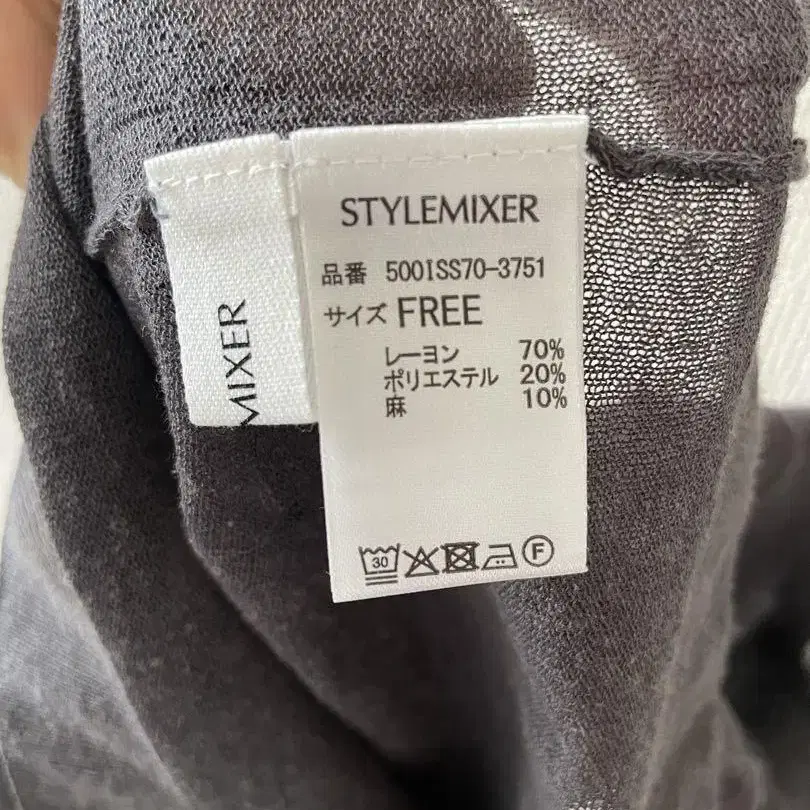 STYLEMIXER
品番 500ISS70-3751
サイズ FREE
レーヨン 70%
ポリエステル 20%
麻 10%
30
F
MIXER